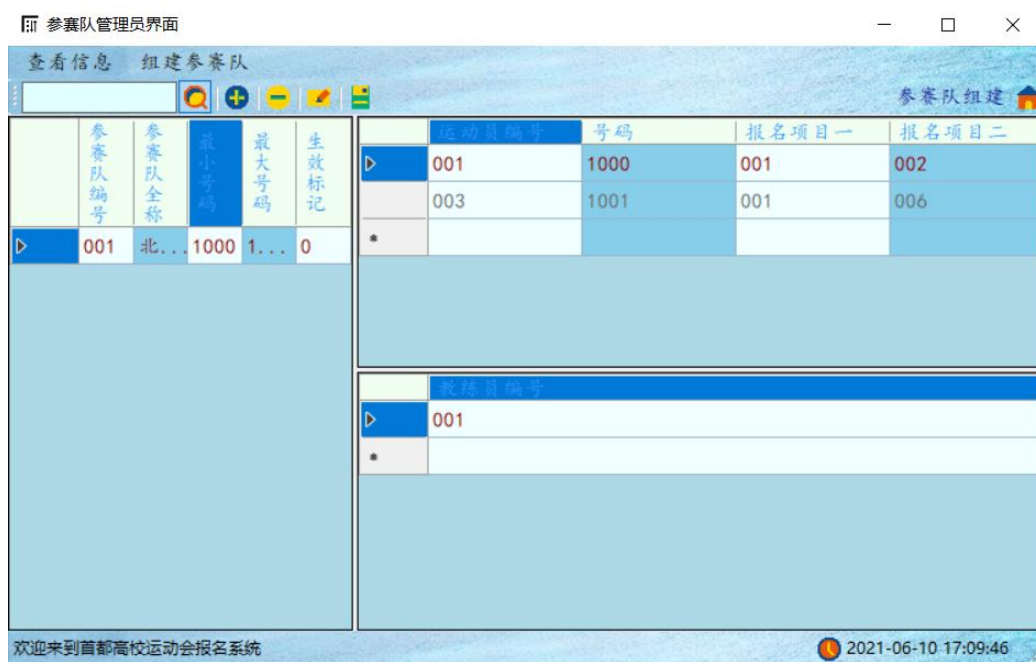 参赛队管理员界面
查看信息 组建参赛队
参赛队组建
参赛队编号 参赛队全称 最小号码 最大号码 生效标记
001 北... 1000 1... 0
运动员编号 号码 报名项目一 报名项目二
001 1000 001 002
003 1001 001 006
教练员编号
001
欢迎来到首都高校运动会报名系统 2021-06-10 17:09:46